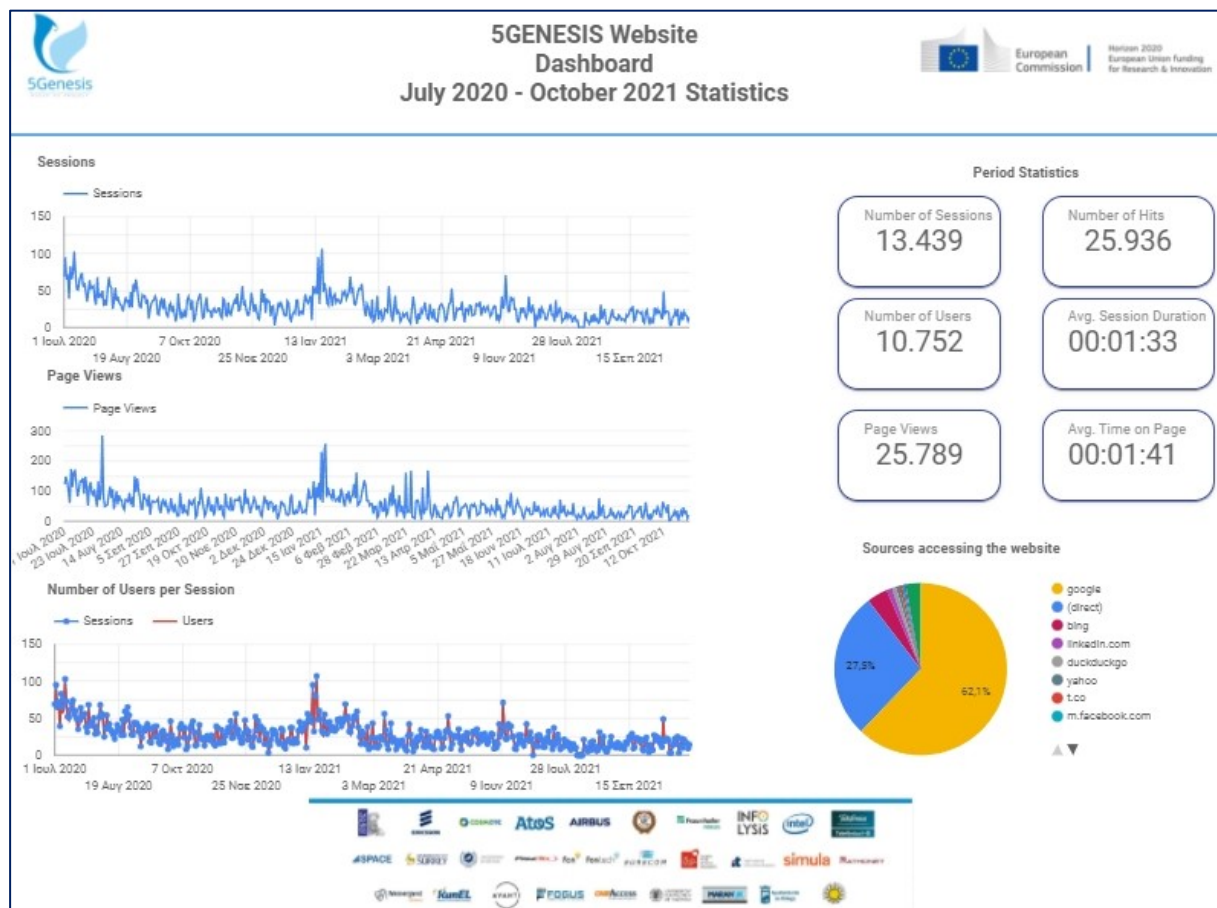 5GENESIS Website
Dashboard
July 2020 - October 2021 Statistics
5Genesis
European
Commission
Horizon 2020
European Union funding
for Research & Innovation
Sessions
Sessions
150
100
50
0
1 Ιουλ 2020
7 Οκτ 2020
13 Ιαν 2021
21 Απρ 2021
28 Ιουλ 2021
19 Αυγ 2020
25 Νοε 2020
3 Μαρ 2021
9 Ιουν 2021
15 Σεπ 2021
Page Views
Page Views
300
200
100
0
Ιουλ 2020
23 Ιουλ 2020
14 Αυγ 2020
5 Σεπ 2020
27 Σεπ 2020
19 Οκτ 2020
10 Νοε 2020
2 Δεκ 2020
24 Δεκ 2020
15 Ιαν 2021
6 Φεβ 2021
28 Φεβ 2021
22 Μαρ 2021
13 Απρ 2021
5 Μαΐ 2021
27 Μαΐ 2021
18 Ιουν 2021
11 Ιουλ 2021
2 Αυγ 2021
29 Αυγ 2021
20 Σεπ 2021
12 Οκτ 2021
Number of Users per Session
Sessions Users
150
100
50
0
1 Ιουλ 2020
7 Οκτ 2020
13 Ιαν 2021
21 Απρ 2021
28 Ιουλ 2021
19 Αυγ 2020
25 Νοε 2020
3 Μαρ 2021
9 Ιουν 2021
15 Σεπ 2021
Period Statistics
Number of Sessions
13.439
Number of Hits
25.936
Number of Users
10.752
Avg. Session Duration
00:01:33
Page Views
25.789
Avg. Time on Page
00:01:41
Sources accessing the website
27,5%
62,1%
google
(direct)
bing
linkedin.com
duckduckgo
yahoo
t.co
m.facebook.com
ERICSSON
COSMOTE
Atos
AIRBUS
Fraunhofer
INFO
LYSiS
intel
SPACE
SURREY
fon
EURECOM
simula
ATHONET
KumEL
AVANTI
FOGUS
MARAN